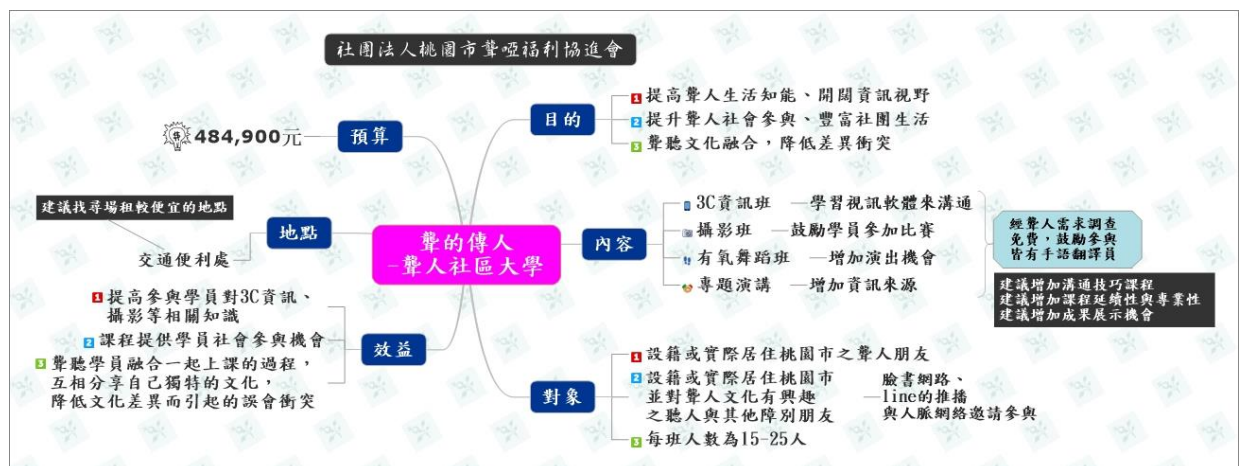 社團法人桃園市聾啞福利協進會
聾的傳人
-聾人社區大學
目的
1 提高聾人生活知能、開闊資訊視野
2 提升聾人社會參與、豐富社團生活
3 聾聽文化融合，降低差異衝突
內容
3C資訊班 學習視訊軟體來溝通
攝影班 鼓勵學員參加比賽
有氧舞蹈班 增加演出機會
專題演講 增加資訊來源
經聾人需求調查
免費，鼓勵參與
皆有手語翻譯員
建議增加溝通技巧課程
建議增加課程延續性與專業性
建議增加成果展示機會
對象
1 設籍或實際居住桃園市之聾人朋友
2 設籍或實際居住桃園市
並對聾人文化有興趣
之聽人與其他障別朋友
臉書網路、
line的推播
與人脈網絡邀請參與
3 每班人數為15-25人
預算
$ 484,900元
地點
建議找尋場租較便宜的地點
交通便利處
效益
1 提高參與學員對3C資訊、
攝影等相關知識
2 課程提供學員社會參與機會
3 聾聽學員融合一起上課的過程，
互相分享自己獨特的文化，
降低文化差異而引起的誤會衝突